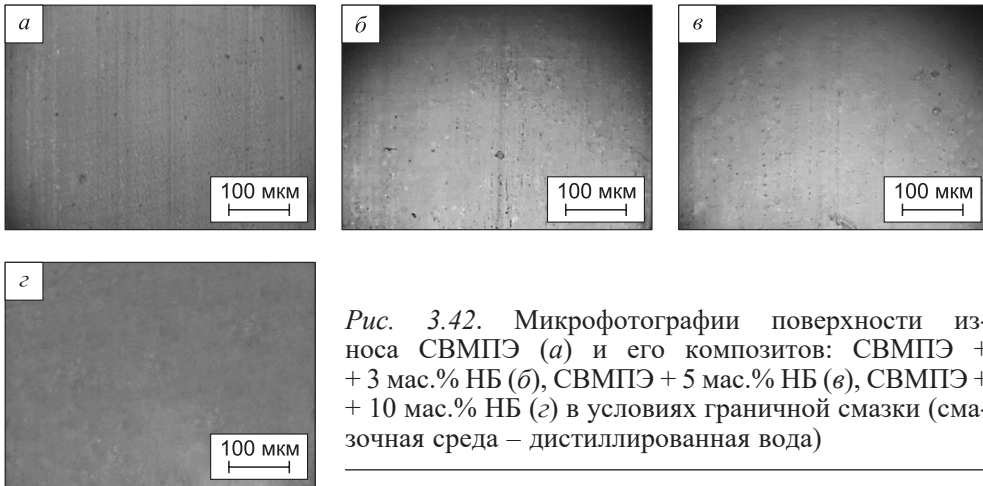 а
б
в
100 мкм
100 мкм
100 мкм
г
100 мкм
Рис. 3.42. Микрофотографии поверхности из-
носа СВМПЭ (а) и его композитов: СВМПЭ +
+ 3 мас.% НБ (б), СВМПЭ + 5 мас.% НБ (в), СВМПЭ +
+ 10 мас.% НБ (г) в условиях граничной смазки (сма-
зочная среда – дистиллированная вода)